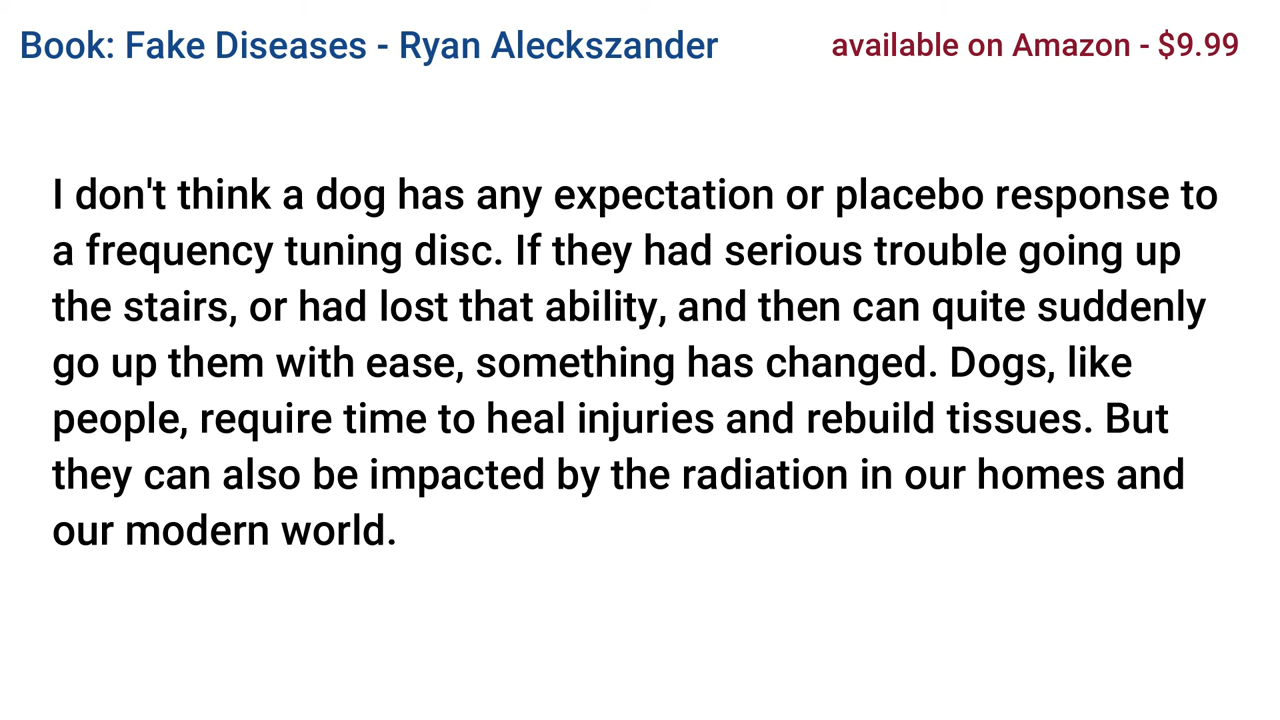 Book: Fake Diseases - Ryan Aleckszander
available on Amazon - $9.99
I don't think a dog has any expectation or placebo response to
a frequency tuning disc. If they had serious trouble going up
the stairs, or had lost that ability, and then can quite suddenly
go up them with ease, something has changed. Dogs, like
people, require time to heal injuries and rebuild tissues. But
they can also be impacted by the radiation in our homes and
our modern world.